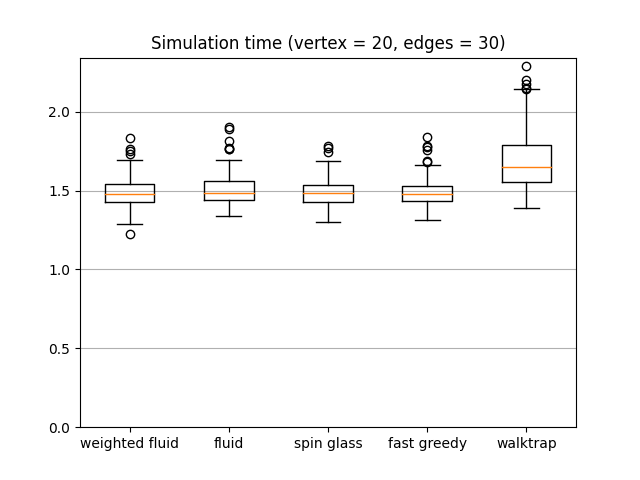 Simulation time (vertex = 20, edges = 30)
2.0
1.5
1.0
0.5
0.0
weighted fluid fluid spin glass fast greedy walktrap